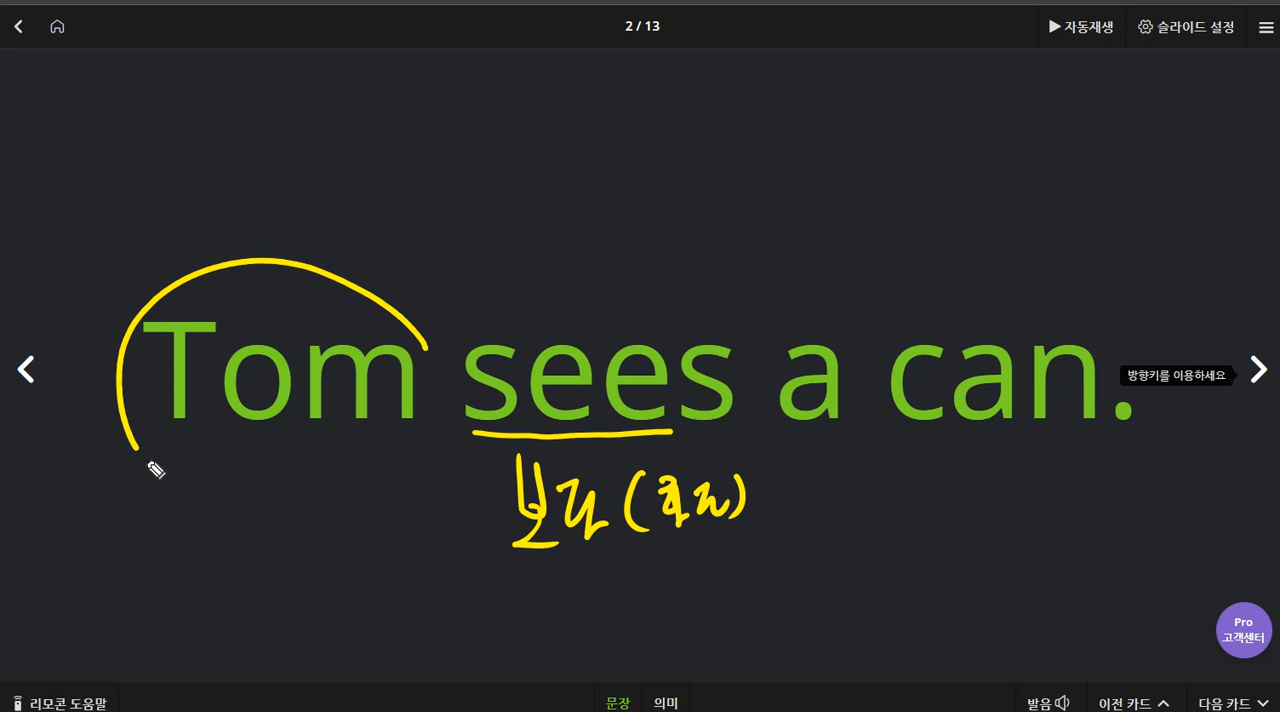 2 / 13
자동재생
슬라이드 설정
Tom sees a can.
방향키를 이용하세요
보다
Pro
고객센터
리모콘 도움말
문장
의미
발음
이전 카드
다음 카드